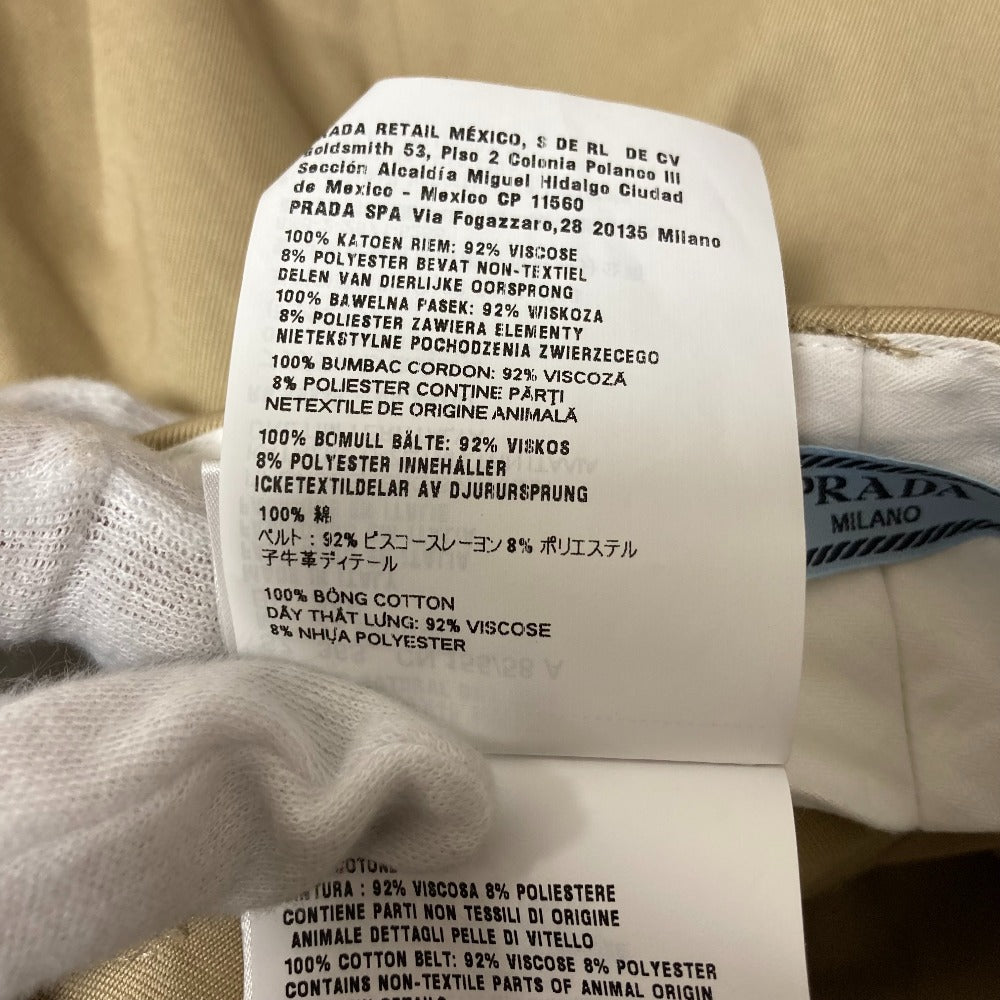 RETAIL MÉXICO, S DE RL DE CV
Goldsmith 53, Piso 2 Colonia Polanco III
Sección Alcaldía Miguel Hidalgo Ciudad
de Mexico - Mexico CP 11560
PRADA SPA Via Fogazzaro,28 20135 Milano
100% KATOEN RIEM: 92% VISCOSE
8% POLYESTER BEVAT NON-TEXTIEL
DELEN VAN DIERLIJKE OORSPRONG
100% BAWELNA PASEK: 92% WISKOZA
8% POLIESTER ZAWIERA ELEMENTY
NIETEKSTYLNE POCHODZENIA ZWIERZECEGO
100% BUMBAC CORDON: 92% VISCOZĂ
8% POLIESTER CONŢINE PĂRŢI
NETEXTILE DE ORIGINE ANIMALĂ
100% BOMULL BÄLTE: 92% VISKOS
8% POLYESTER INNEHÅLLER
ICKETEXTILDELAR AV DJURURSPRUNG
100% 綿
ベルト : 92% ビスコースレーヨン 8% ポリエステル
子牛革ディテール
100% BÔNG COTTON
DÂY THẮT LƯNG: 92% VISCOSE
8% NHỰA POLYESTER
PRADA
MILANO
: 92% VISCOSA 8% POLIESTERE
CONTIENE PARTI NON TESSILI DI ORIGINE
ANIMALE DETTAGLI PELLE DI VITELLO
100% COTTON BELT: 92% VISCOSE 8% POLYESTER
CONTAINS NON-TEXTILE PARTS OF ANIMAL ORIGIN